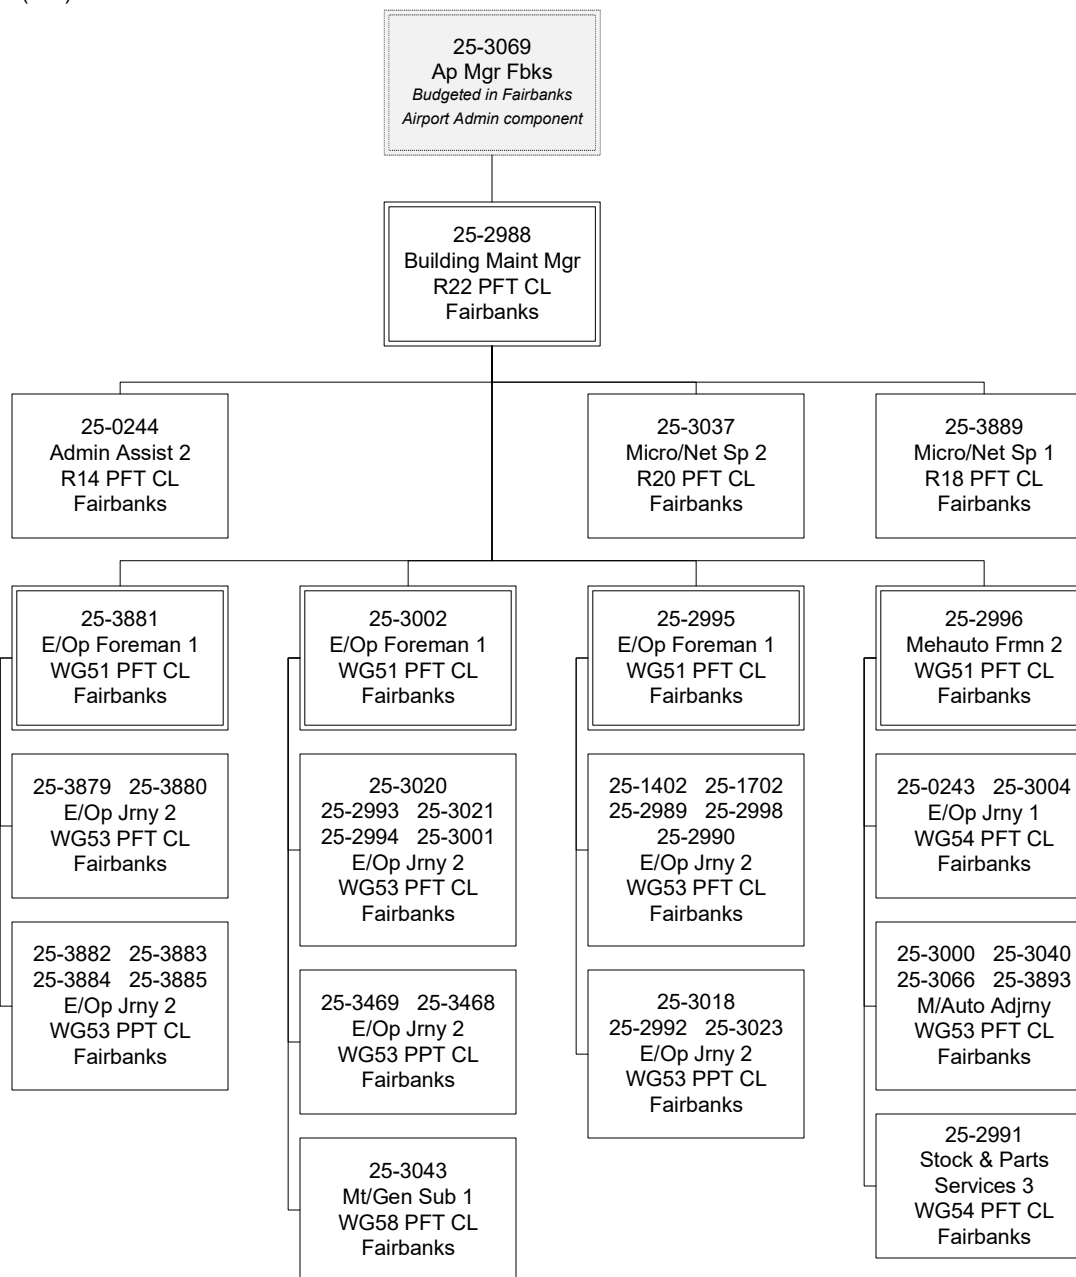 25-3069
Ap Mgr Fbks
Budgeted in Fairbanks
Airport Admin component
25-2988
Building Maint Mgr
R22 PFT CL
Fairbanks
25-0244
Admin Assist 2
R14 PFT CL
Fairbanks
25-3037
Micro/Net Sp 2
R20 PFT CL
Fairbanks
25-3889
Micro/Net Sp 1
R18 PFT CL
Fairbanks
25-3881
E/Op Foreman 1
WG51 PFT CL
Fairbanks
25-3002
E/Op Foreman 1
WG51 PFT CL
Fairbanks
25-2995
E/Op Foreman 1
WG51 PFT CL
Fairbanks
25-2996
Mehauto Frmn 2
WG51 PFT CL
Fairbanks
25-3879 25-3880
E/Op Jrny 2
WG53 PFT CL
Fairbanks
25-3020
25-2993 25-3021
25-2994 25-3001
E/Op Jrny 2
WG53 PFT CL
Fairbanks
25-1402 25-1702
25-2989 25-2998
25-2990
E/Op Jrny 2
WG53 PFT CL
Fairbanks
25-0243 25-3004
E/Op Jrny 1
WG54 PFT CL
Fairbanks
25-3882 25-3883
25-3884 25-3885
E/Op Jrny 2
WG53 PPT CL
Fairbanks
25-3469 25-3468
E/Op Jrny 2
WG53 PPT CL
Fairbanks
25-3018
25-2992 25-3023
E/Op Jrny 2
WG53 PPT CL
Fairbanks
25-3000 25-3040
25-3066 25-3893
M/Auto Adjrny
WG53 PFT CL
Fairbanks
25-3043
Mt/Gen Sub 1
WG58 PFT CL
Fairbanks
25-2991
Stock & Parts
Services 3
WG54 PFT CL
Fairbanks